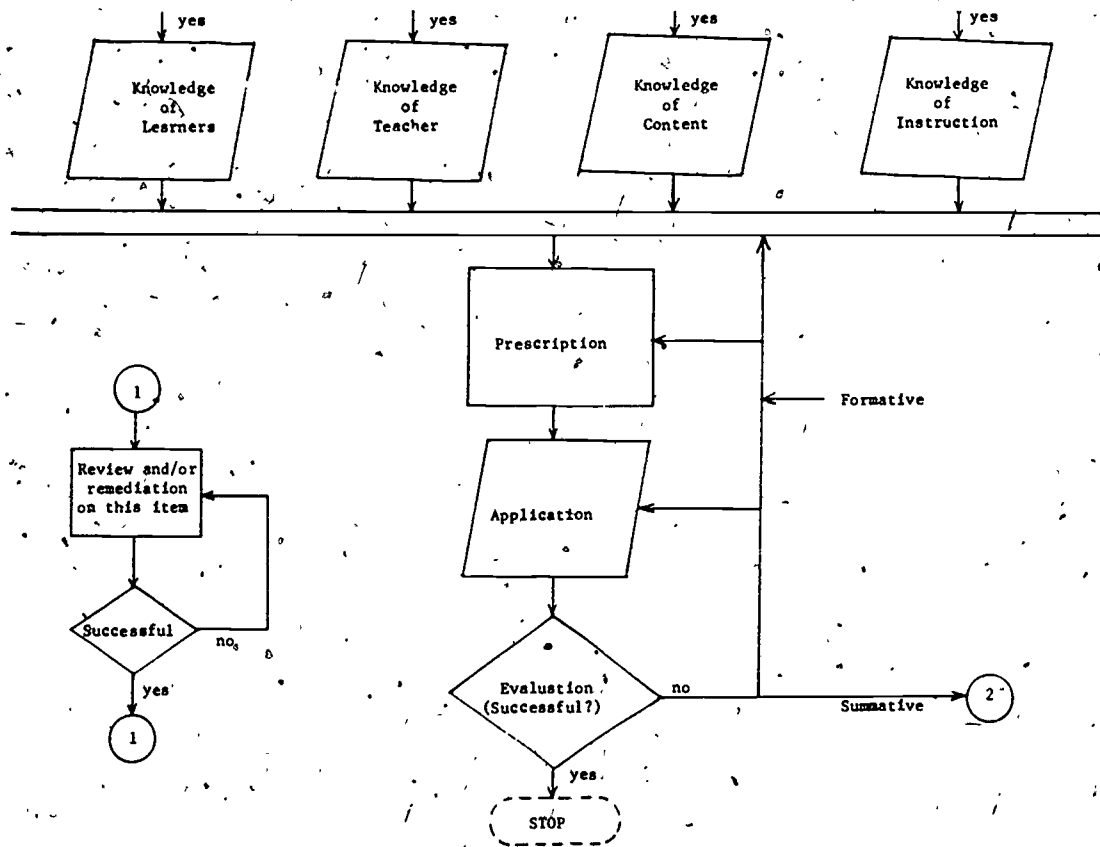 yes
yes
yes
yes
Knowledge
of
Learners
Knowledge
of
Teacher
Knowledge
of
Content
Knowledge
of
Instruction
Prescription
Formative
1
Review and/or
remediation
on this item
Application
Successful
no
yes
1
Evaluation
(Successful?)
no
Summative
2
yes
STOP